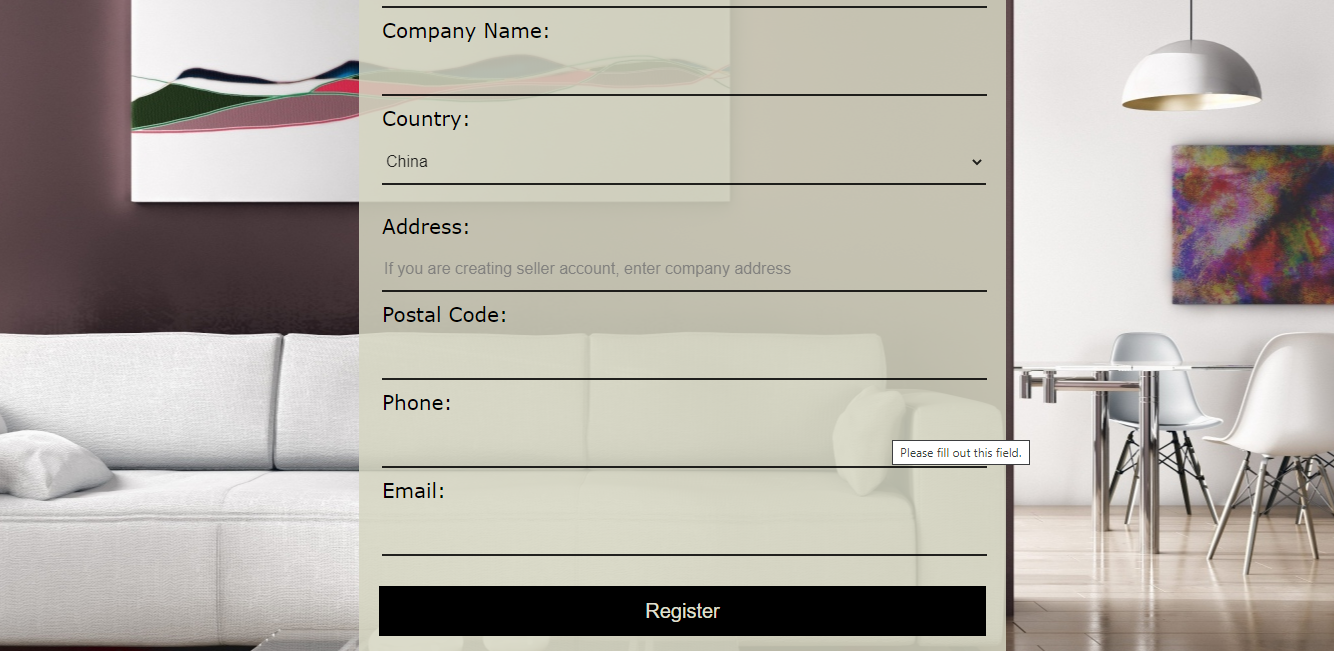 Company Name:
Country:
China
Address:
If you are creating seller account, enter company address
Postal Code:
Phone:
Please fill out this field.
Email:
Register